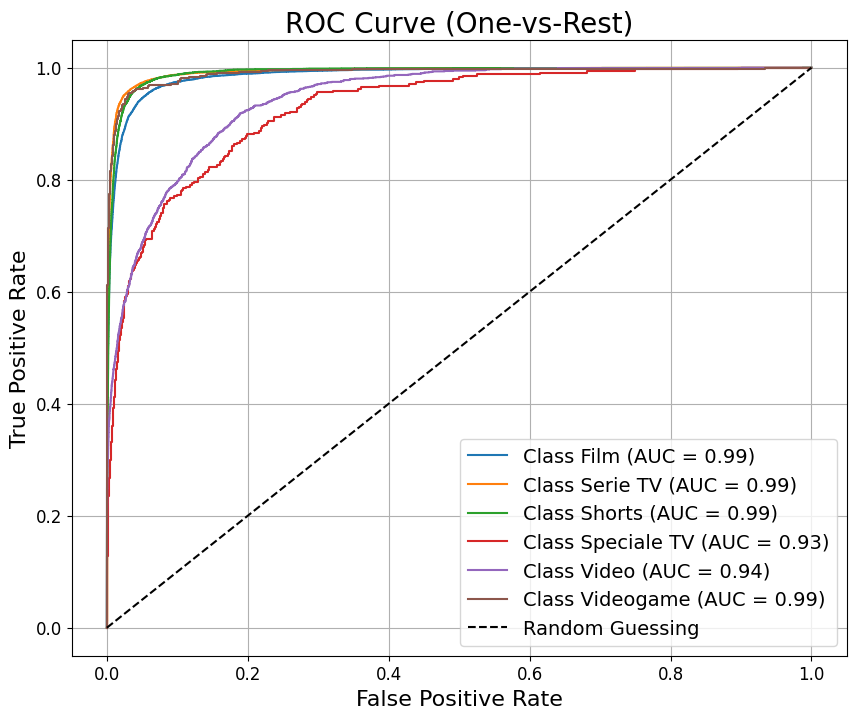 ROC Curve (One-vs-Rest)
True Positive Rate
1.0
0.8
0.6
0.4
0.2
0.0
Class Film (AUC = 0.99)
Class Serie TV (AUC = 0.99)
Class Shorts (AUC = 0.99)
Class Speciale TV (AUC = 0.93)
Class Video (AUC = 0.94)
Class Videogame (AUC = 0.99)
Random Guessing
0.0 0.2 0.4 0.6 0.8 1.0
False Positive Rate